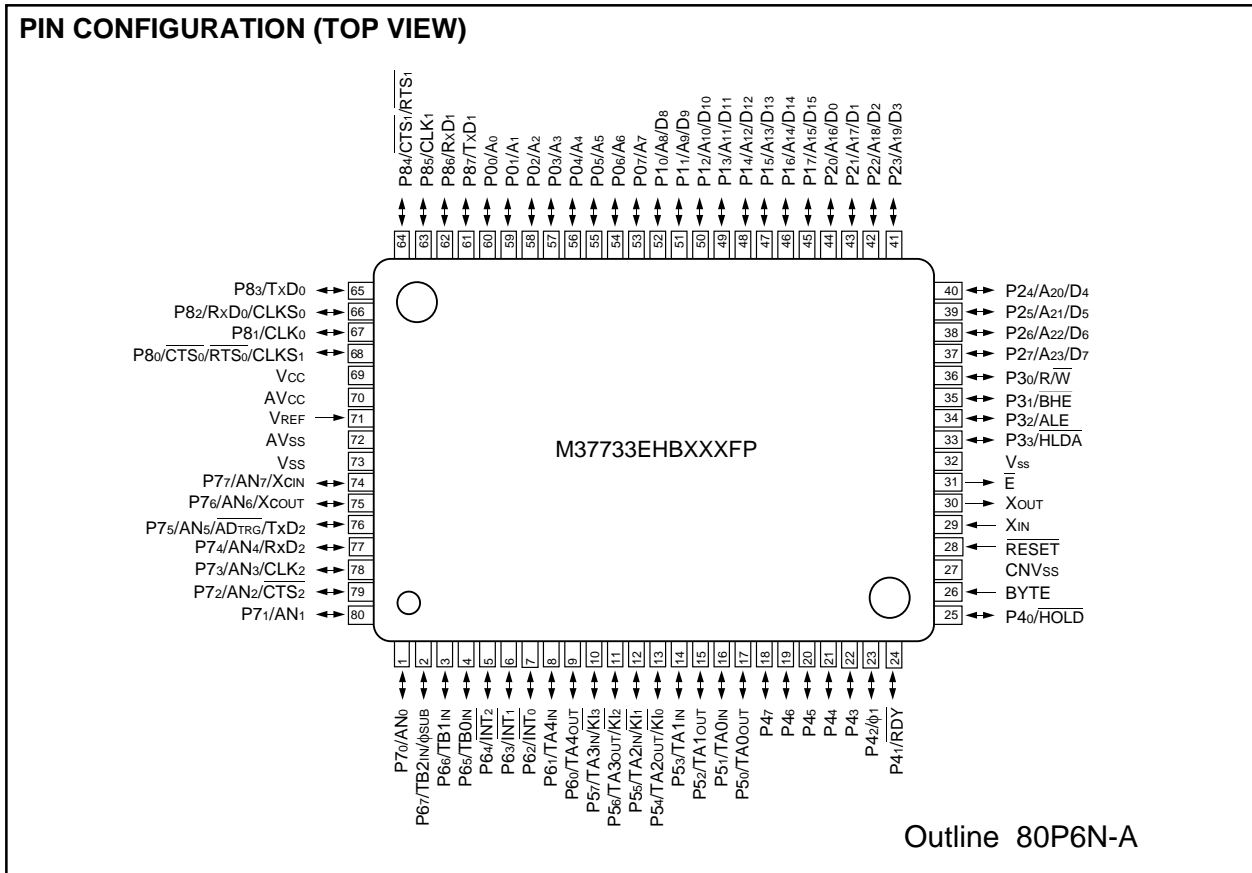 PIN CONFIGURATION (TOP VIEW)
P84/CTS1/RTS1
P85/CLK1
P86/RxD1
P87/TxD1
P00/A0
P01/A1
P02/A2
P03/A3
P04/A4
P05/A5
P06/A6
P07/A7
P10/A8/D8
P11/A9/D9
P12/A10/D10
P13/A11/D11
P14/A12/D12
P15/A13/D13
P16/A14/D14
P17/A15/D15
P20/A16/D0
P21/A17/D1
P22/A18/D2
P23/A19/D3
64
63
62
61
60
59
58
57
56
55
54
53
52
51
50
49
48
47
46
45
44
43
42
41
P83/TxD0 65
P82/RxD0/CLKS0 66
P81/CLK0 67
P80/CTS0/RTS0/CLKS1 68
VCC 69
AVCC 70
VREF 71
AVSS 72
VSS 73
P77/AN7/XCIN 74
P76/AN6/XCOUT 75
P75/AN5/ADTRG/TxD2 76
P74/AN4/RxD2 77
P73/AN3/CLK2 78
P72/AN2/CTS2 79
P71/AN1 80
M37733EHBXXXFP
40 P24/A20/D4
39 P25/A21/D5
38 P26/A22/D6
37 P27/A23/D7
36 P30/R/W
35 P31/BHE
34 P32/ALE
33 P33/HLDA
32 Vss
31 E
30 XOUT
29 XIN
28 RESET
27 CNVSS
26 BYTE
25 P40/HOLD
1
2
3
4
5
6
7
8
9
10
11
12
13
14
15
16
17
18
19
20
21
22
23
24
P70/AN0
P67/TB2IN/ϕSUB
P66/TB1IN
P65/TB0IN
P64/INT2
P63/INT1
P62/INT0
P61/TA4IN
P60/TA4OUT
P57/TA3IN/KI3
P56/TA3OUT/KI2
P55/TA2IN/KI1
P54/TA2OUT/KI0
P53/TA1IN
P52/TA1OUT
P51/TA0IN
P50/TA0OUT
P47
P46
P45
P44
P43
P42/ϕ1
P41/RDY
Outline 80P6N-A